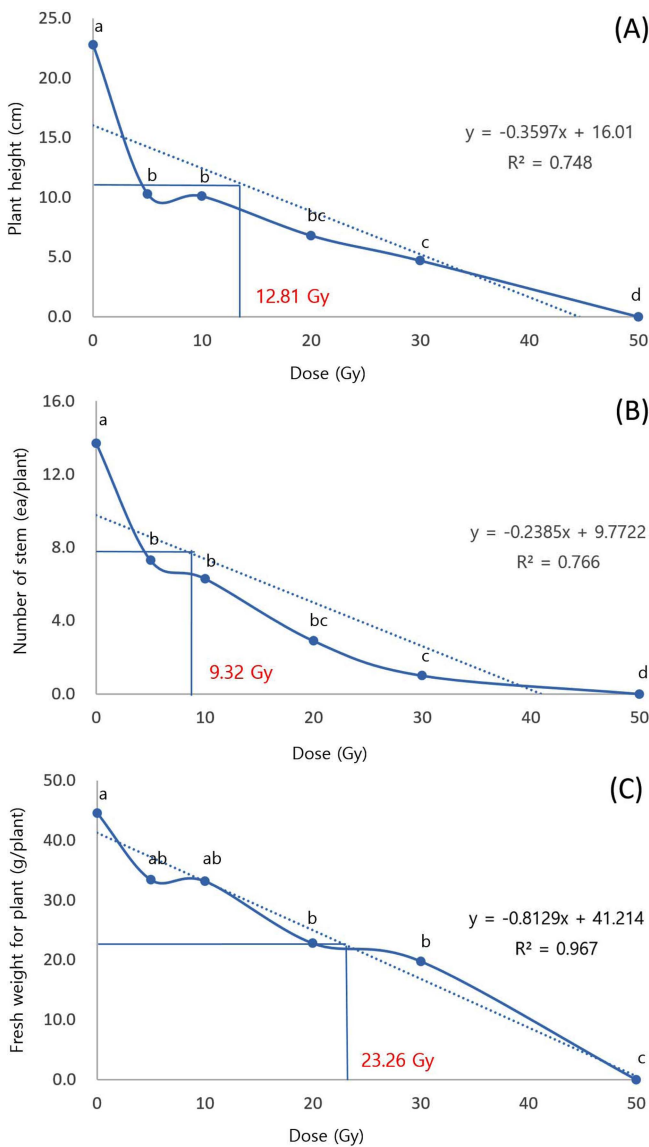 (A)
Plant height (cm)
25.0
20.0
15.0
10.0
5.0
0.0
a
b
b
bc
c
d
y = -0.3597x + 16.01
R² = 0.748
12.81 Gy
0 10 20 30 40 50
Dose (Gy)
(B)
Number of stem (ea/plant)
16.0
12.0
8.0
4.0
0.0
a
b
b
bc
c
d
y = -0.2385x + 9.7722
R² = 0.766
9.32 Gy
0 10 20 30 40 50
Dose (Gy)
(C)
Fresh weight for plant (g/plant)
50.0
40.0
30.0
20.0
10.0
0.0
a
ab
ab
b
b
c
y = -0.8129x + 41.214
R² = 0.967
23.26 Gy
0 10 20 30 40 50
Dose (Gy)